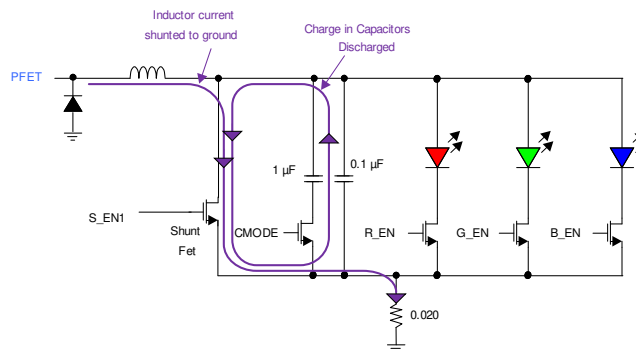 Inductor current
shunted to ground
Charge in Capacitors
Discharged
PFET
1 µF
0.1 µF
S_EN1
Shunt
Fet
CMODE
R_EN
G_EN
B_EN
0.020